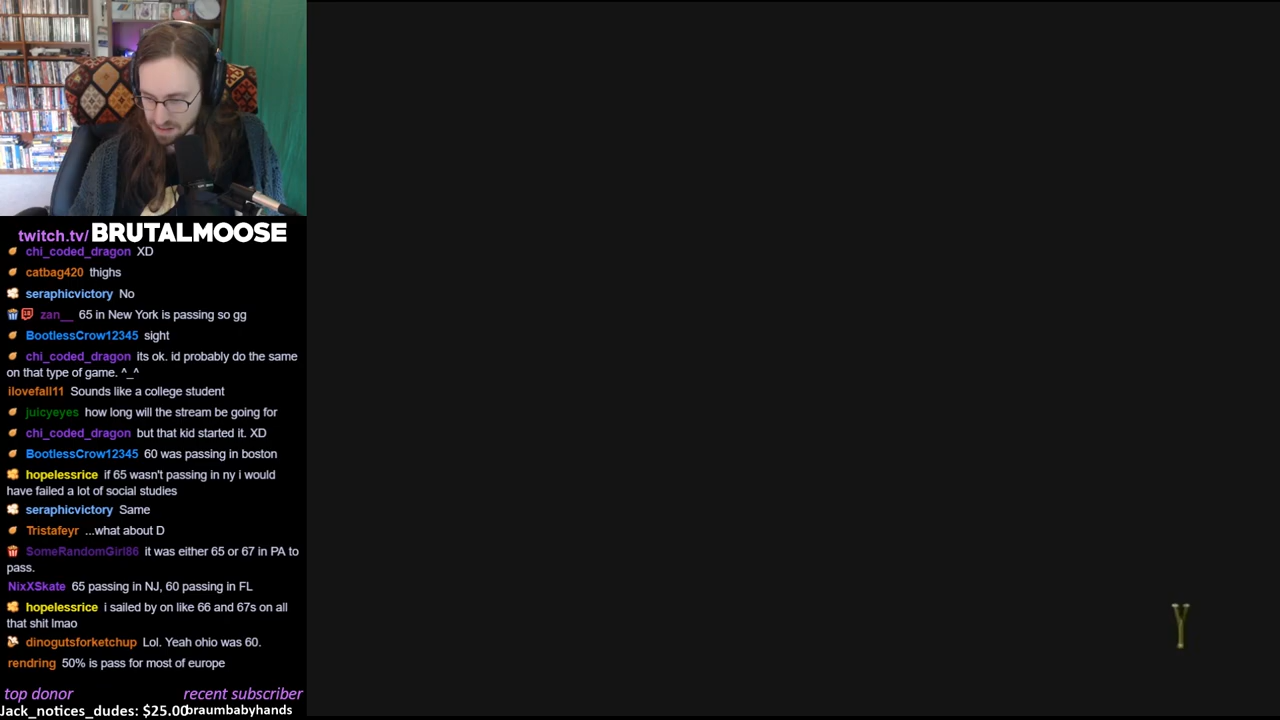 twitch.tv/BRUTALMOOSE
chi_coded_dragon XD
catbag420 thighs
seraphicvictory No
zan__ 65 in New York is passing so gg
BootlessCrow12345 sight
chi_coded_dragon its ok. id probably do the same
on that type of game. ^_^
ilovefall11 Sounds like a college student
juicyeyes how long will the stream be going for
chi_coded_dragon but that kid started it. XD
BootlessCrow12345 60 was passing in boston
hopelessrice if 65 wasn't passing in ny i would
have failed a lot of social studies
seraphicvictory Same
Tristafeyr ...what about D
SomeRandomGirl86 it was either 65 or 67 in PA to
pass.
NixXSkate 65 passing in NJ, 60 passing in FL
hopelessrice i sailed by on like 66 and 67s on all
that shit lmao
dinogutsforketchup Lol. Yeah ohio was 60.
rendring 50% is pass for most of europe
top donor recent subscriber
Jack_notices_dudes: $25.00 braumbabyhands
Y